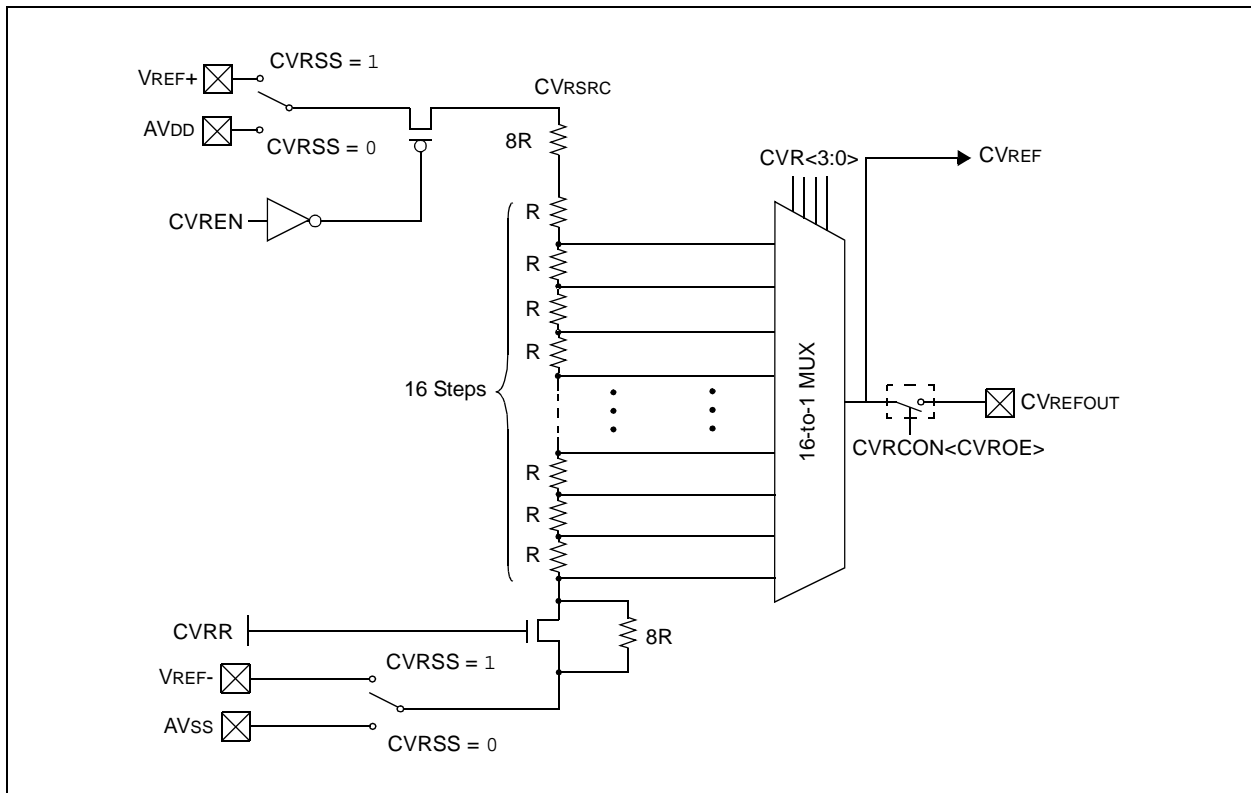 CVRSS = 1
VREF+
CVRSRC
AVDD
CVRSS = 0
8R
CVR<3:0>
CVREF
CVREN
R
R
R
R
16 Steps
16-to-1 MUX
CVREFOUT
CVRCON<CVROE>
R
R
R
CVRR
8R
CVRSS = 1
VREF-
AVSS
CVRSS = 0